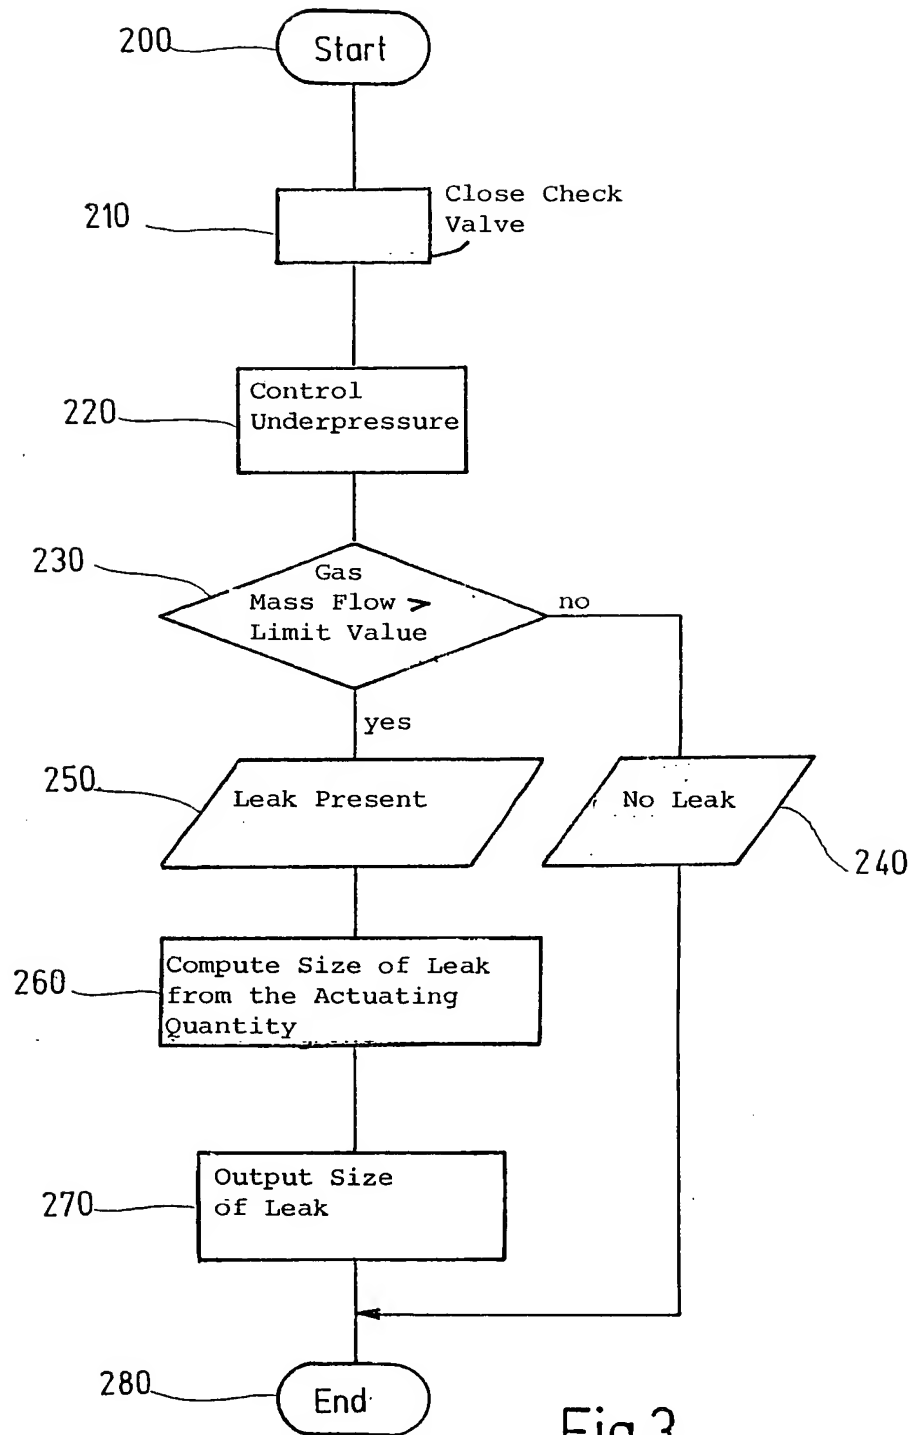 200
Start
210
Close Check
Valve
220
Control
Underpressure
230
Gas
Mass Flow >
Limit Value
no
yes
250
Leak Present
No Leak
240
260
Compute Size of Leak
from the Actuating
Quantity
270
Output Size
of Leak
280
End
Fig.3